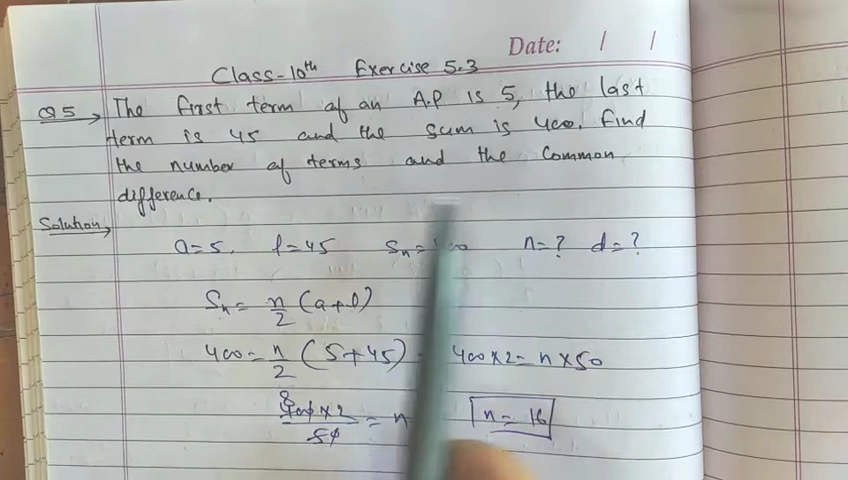 Date: / /
Class-10th Exercise 5.3
Q5 The first term of an A.P is 5, the last
term is 45 and the sum is 400. Find
the number of terms and the common
difference.
Solution,
a=5. l=45 Sn= n=? d=?
Sn = n/2 (a+l)
400 = n/2 (5+45) 400×2 = n×50
= n n = 16